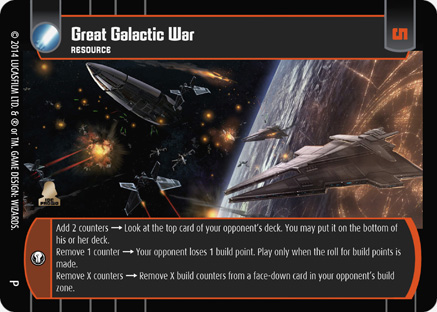 Great Galactic War
RESOURCE
5
Add 2 counters → Look at the top card of your opponent's deck. You may put it on the bottom of
his or her deck.
Remove 1 counter → Your opponent loses 1 build point. Play only when the roll for build points is
made.
Remove X counters → Remove X build counters from a face-down card in your opponent's build
zone.
© 2014 LUCASFILM LTD. & ® or TM. GAME DESIGN: WIZARDS.
P